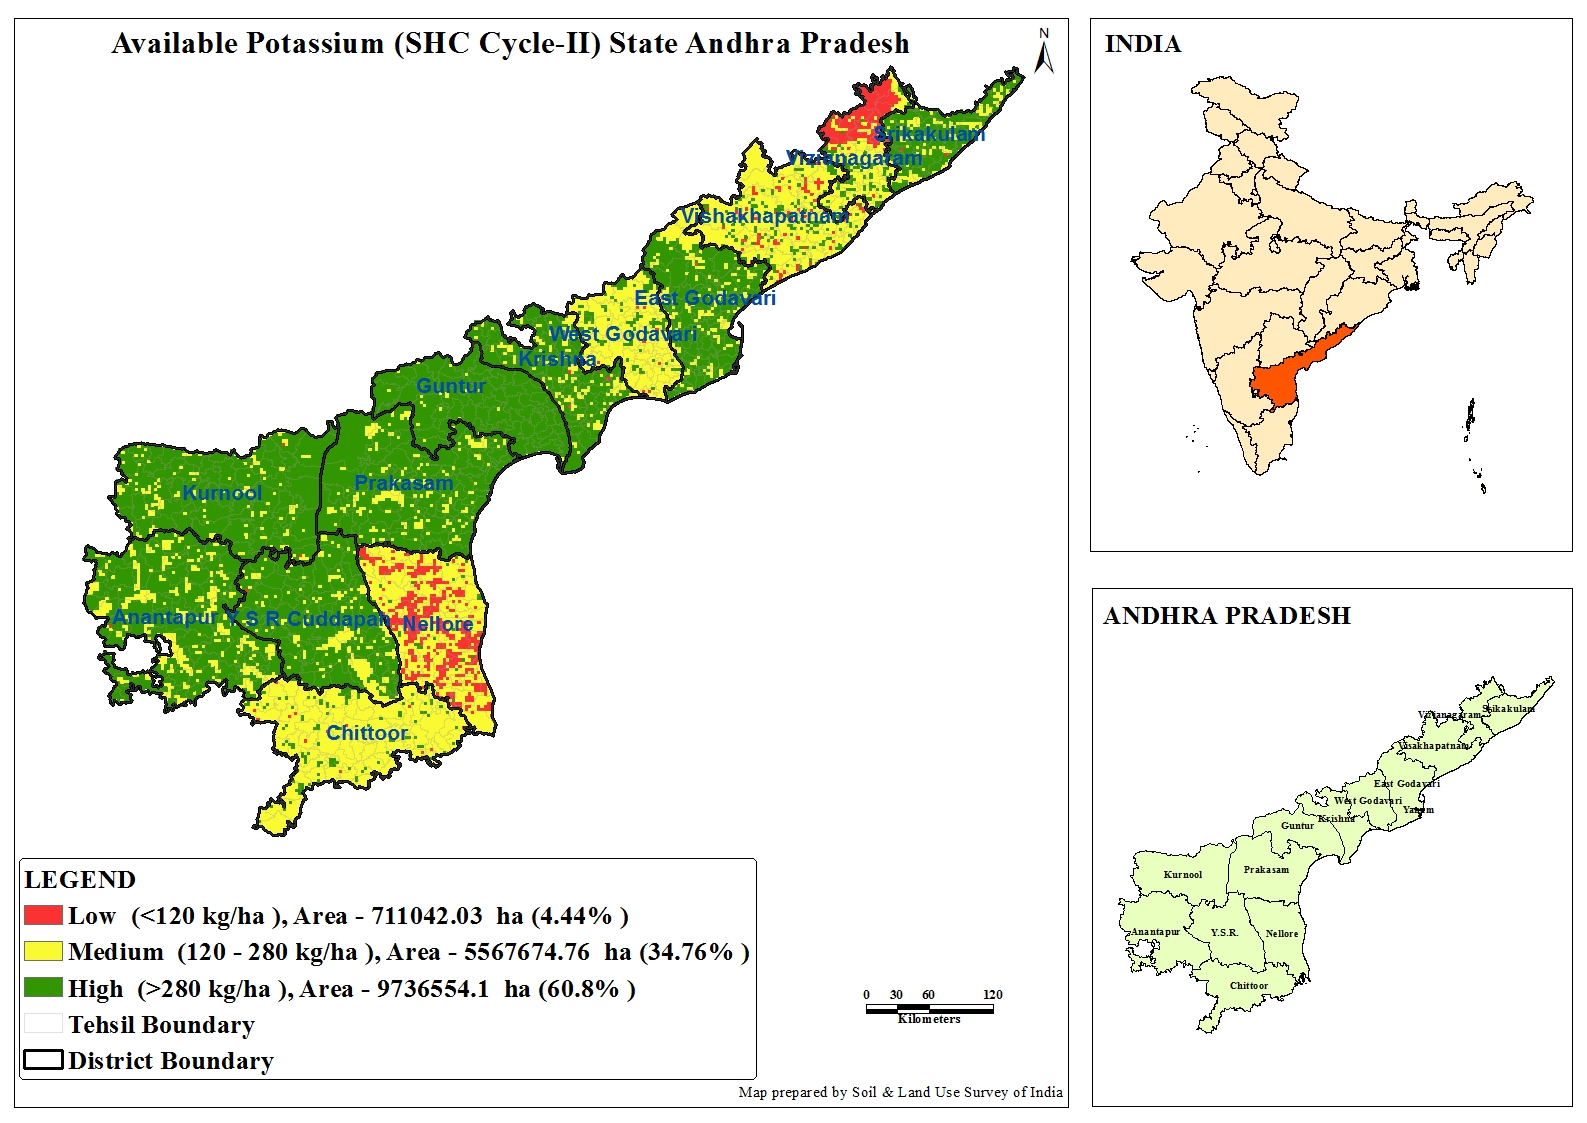 Available Potassium (SHC Cycle-II) State Andhra Pradesh
N
Srikakulam
Vizianagaram
Vishakhapatnam
East Godavari
West Godavari
Krishna
Guntur
Prakasam
Kurnool
Anantapur
Y S R Cuddapah
Nellore
Chittoor
LEGEND
Low (<120 kg/ha ), Area - 711042.03 ha (4.44% )
Medium (120 - 280 kg/ha ), Area - 5567674.76 ha (34.76% )
High (>280 kg/ha ), Area - 9736554.1 ha (60.8% )
Tehsil Boundary
District Boundary
0 30 60 120
Kilometers
Map prepared by Soil & Land Use Survey of India
INDIA
ANDHRA PRADESH
Srikakulam
Vizianagaram
Visakhapatnam
East Godavari
West Godavari
Yanam
Krishna
Guntur
Prakasam
Kurnool
Anantapur
Y.S.R.
Nellore
Chittoor